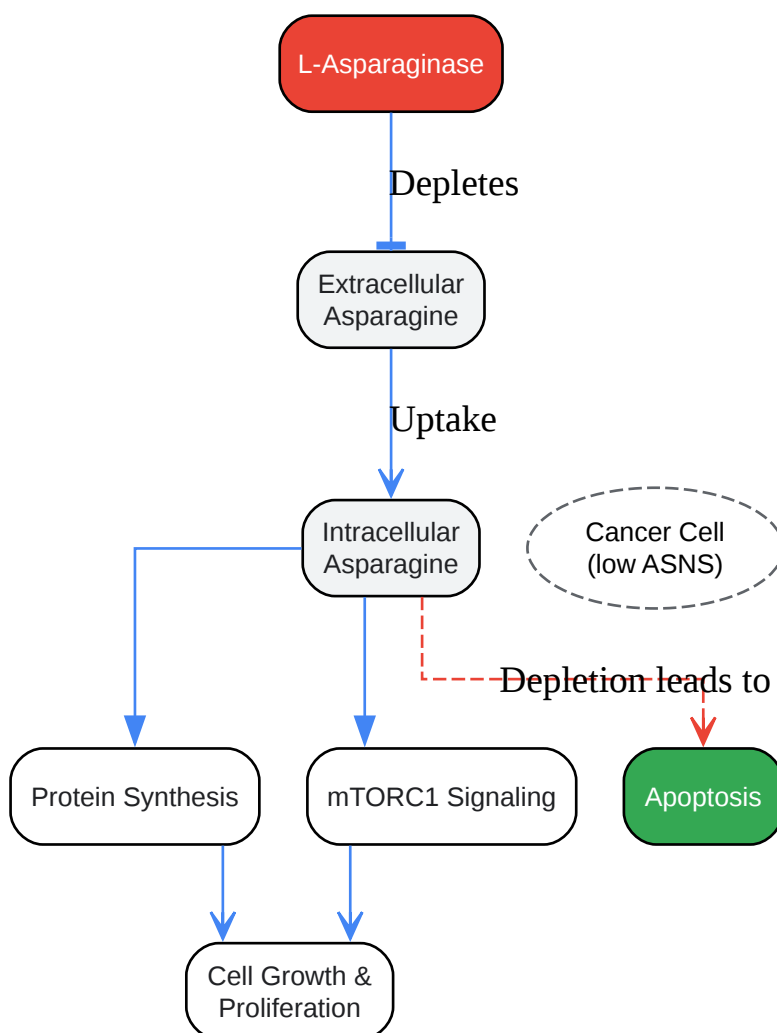 L-Asparaginase
Depletes
Extracellular
Asparagine
Uptake
Intracellular
Asparagine
Cancer Cell
(low ASNS)
Depletion leads to
Protein Synthesis
mTORC1 Signaling
Apoptosis
Cell Growth &
Proliferation